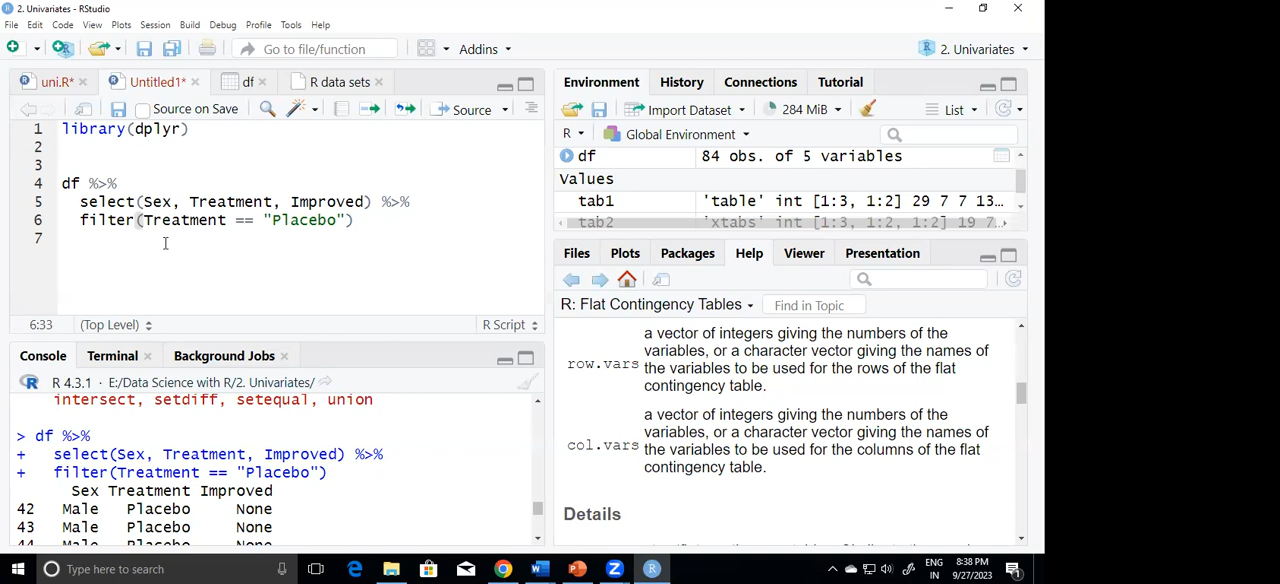 2. Univariates - RStudio
File Edit Code View Plots Session Build Debug Profile Tools Help
Go to file/function Addins 2. Univariates
uni.R* Untitled1* df R data sets
Source on Save Source
1 library(dplyr)
2
3
4 df %>%
5 select(Sex, Treatment, Improved) %>%
6 filter(Treatment == "Placebo")
7
6:33 (Top Level) R Script
Console Terminal Background Jobs
R 4.3.1 · E:/Data Science with R/2. Univariates/
intersect, setdiff, setequal, union
> df %>%
+ select(Sex, Treatment, Improved) %>%
+ filter(Treatment == "Placebo")
Sex Treatment Improved
42 Male Placebo None
43 Male Placebo None
44 Male Placebo None
Environment History Connections Tutorial
Import Dataset 284 MiB List
R Global Environment
df 84 obs. of 5 variables
Values
tab1 'table' int [1:3, 1:2] 29 7 7 13...
tab2 'xtabs' int [1:3, 1:2, 1:2] 19 7...
Files Plots Packages Help Viewer Presentation
R: Flat Contingency Tables Find in Topic
row.vars
a vector of integers giving the numbers of the
variables, or a character vector giving the names of
the variables to be used for the rows of the flat
contingency table.
col.vars
a vector of integers giving the numbers of the
variables, or a character vector giving the names of
the variables to be used for the columns of the flat
contingency table.
Details
Type here to search
ENG
IN
8:38 PM
9/27/2023
1